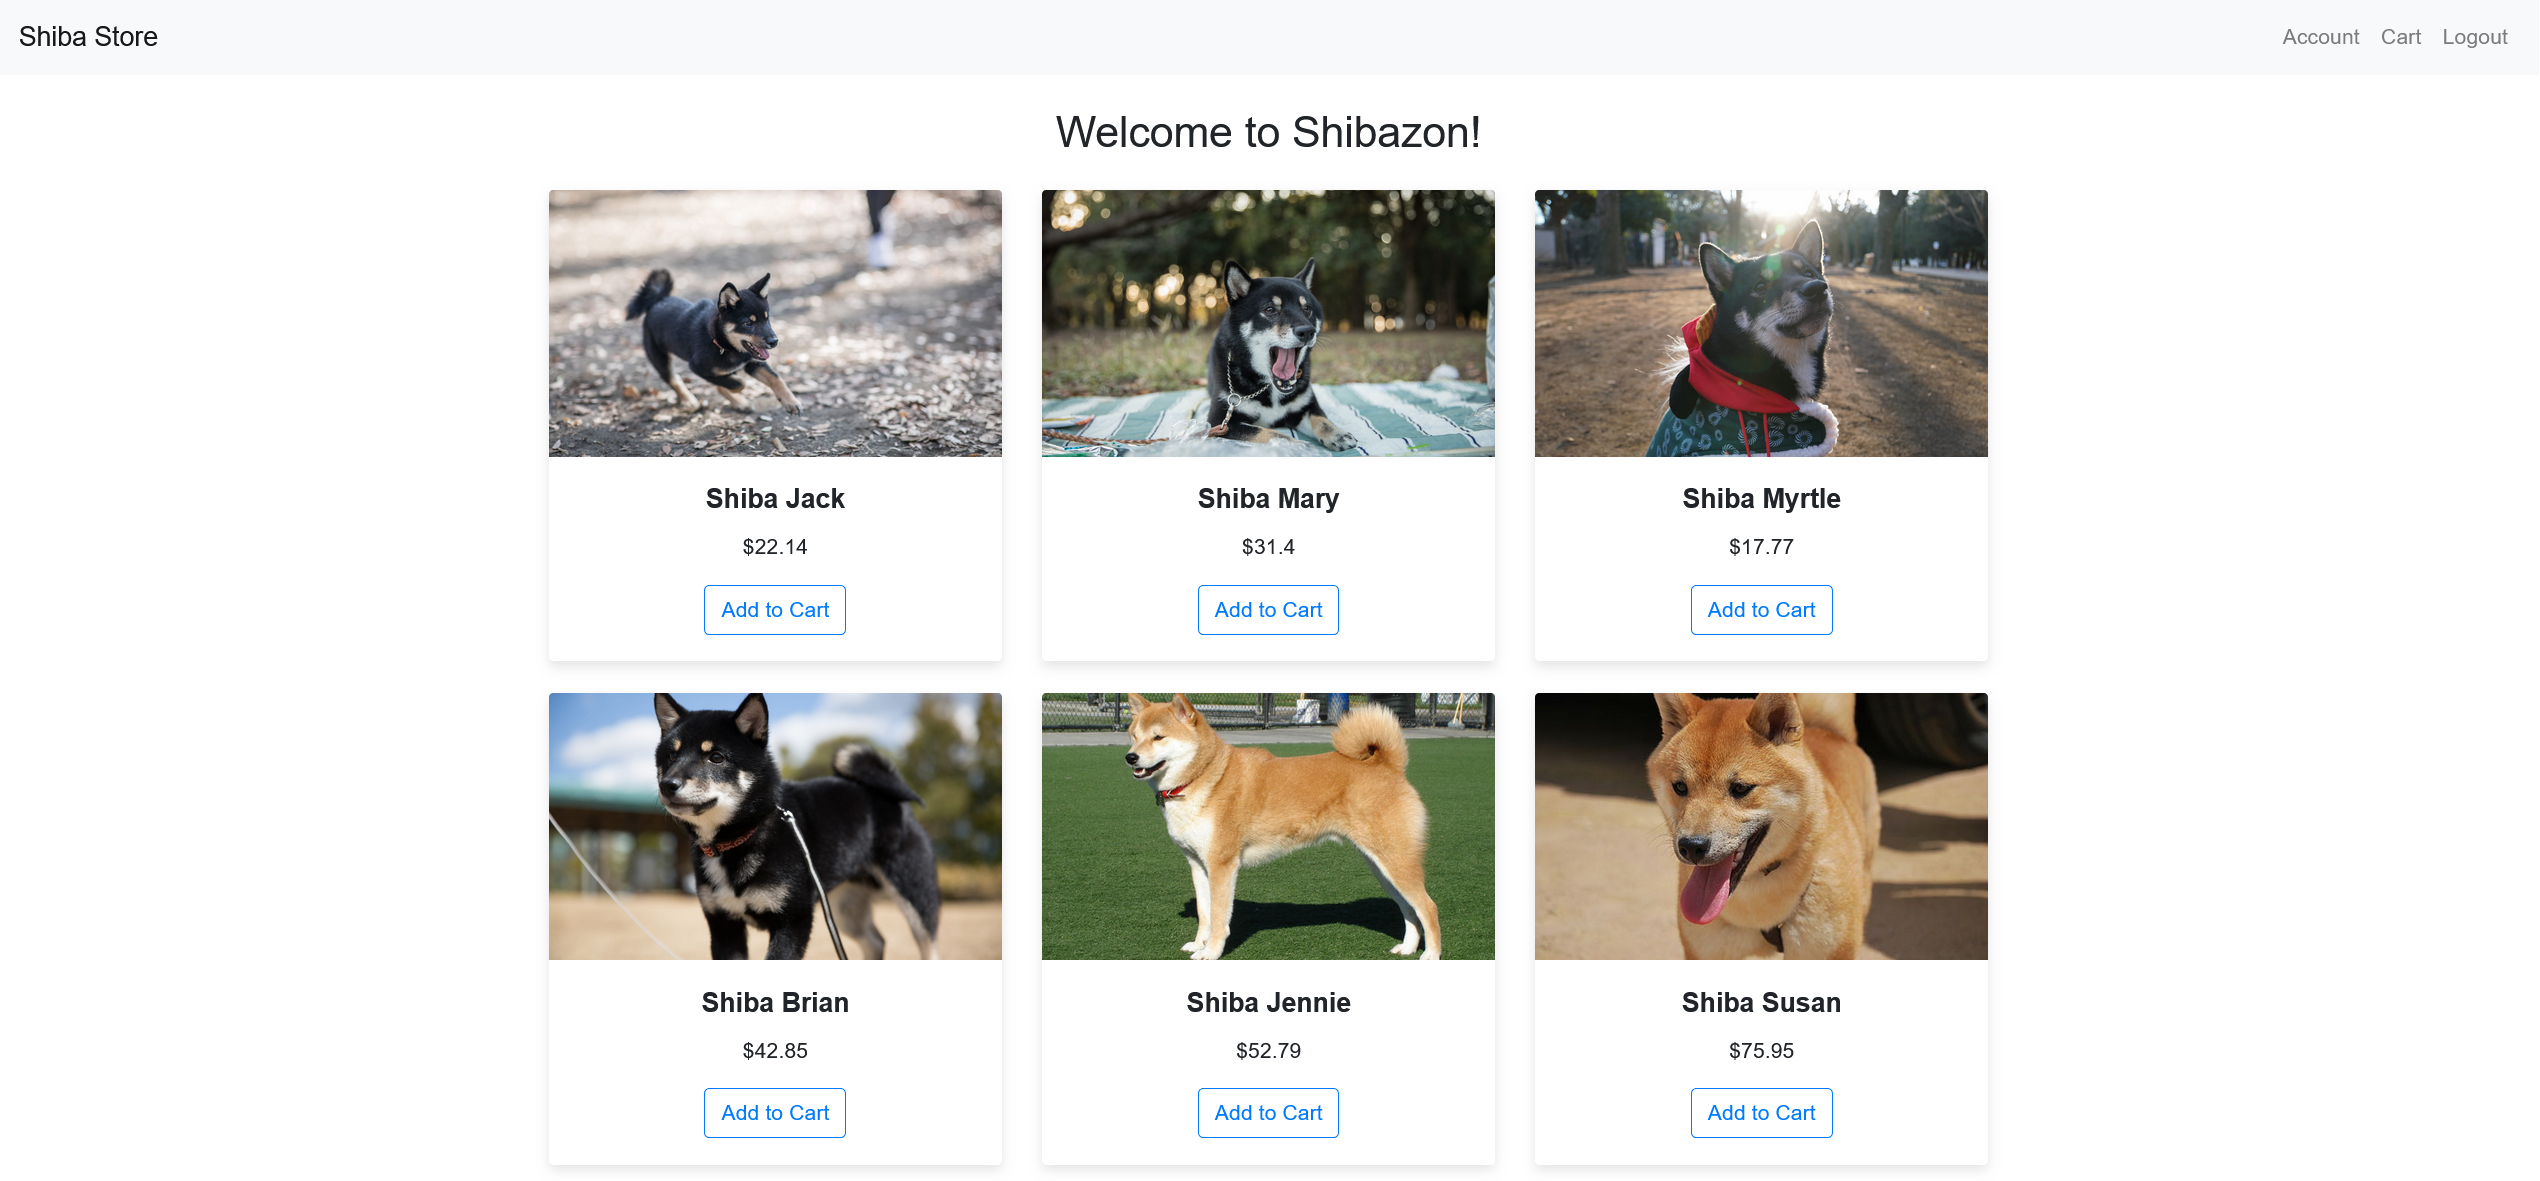 Shiba Store
Account Cart Logout
Welcome to Shibazon!
Shiba Jack
$22.14
Add to Cart
Shiba Mary
$31.4
Add to Cart
Shiba Myrtle
$17.77
Add to Cart
Shiba Brian
$42.85
Add to Cart
Shiba Jennie
$52.79
Add to Cart
Shiba Susan
$75.95
Add to Cart